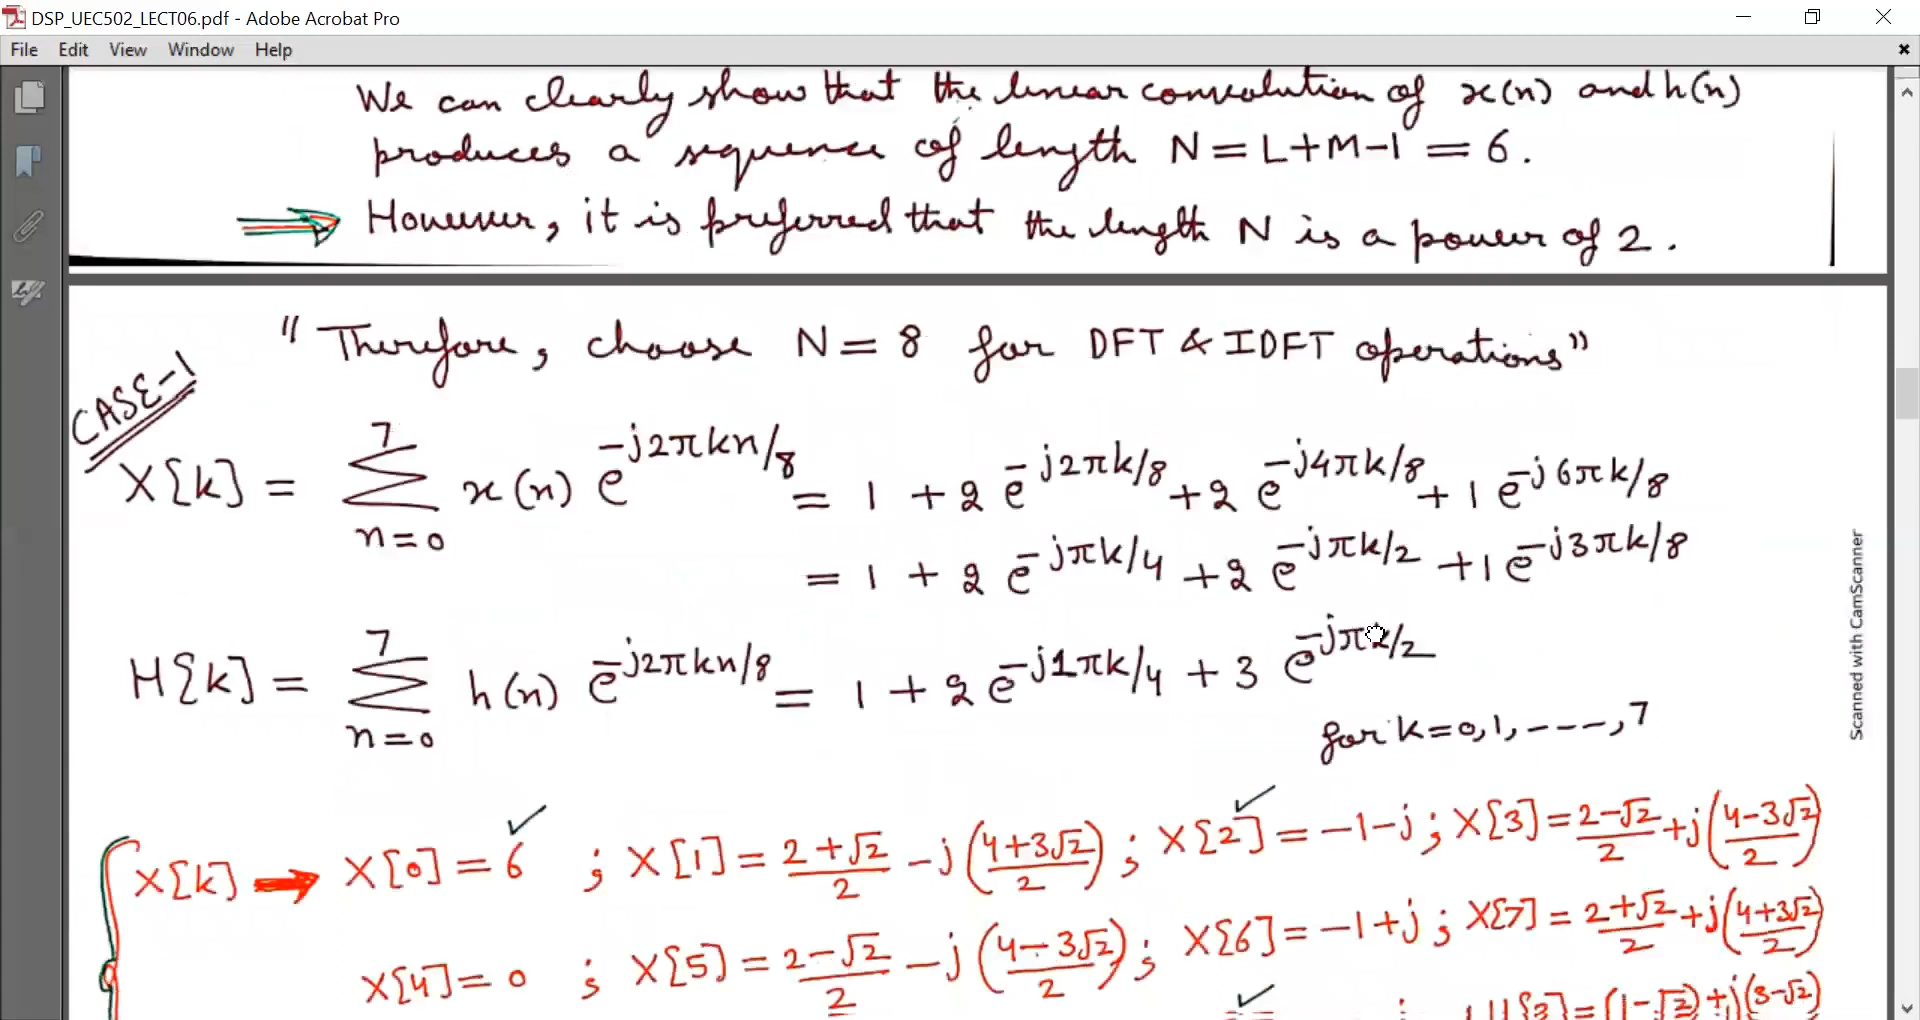 DSP_UEC502_LECT06.pdf - Adobe Acrobat Pro
File Edit View Window Help
We can clearly show that the linear convolution of x(n) and h(n)
produces a sequence of length N = L+M-1 = 6.
However, it is preferred that the length N is a power of 2.
"Therefore, choose N = 8 for DFT & IDFT operations"
CASE-1
X[k] = Σ_{n=0}^{7} x(n) e^{-j2πkn/8} = 1 + 2 e^{-j2πk/8} + 2 e^{-j4πk/8} + 1 e^{-j6πk/8}
= 1 + 2 e^{-jπk/4} + 2 e^{-jπk/2} + 1 e^{-j3πk/8}
H[k] = Σ_{n=0}^{7} h(n) e^{-j2πkn/8} = 1 + 2 e^{-j1πk/4} + 3 e^{-jπk/2}
for k = 0, 1, ----, 7
X[k] → X[0] = 6 ✓ ; X[1] = (2+√2)/2 - j((4+3√2)/2) ; X[2] = -1-j ✓ ; X[3] = (2-√2)/2 + j((4-3√2)/2)
X[4] = 0 ; X[5] = (2-√2)/2 - j((4-3√2)/2) ; X[6] = -1+j ; X[7] = (2+√2)/2 + j((4+3√2)/2)
Scanned with CamScanner